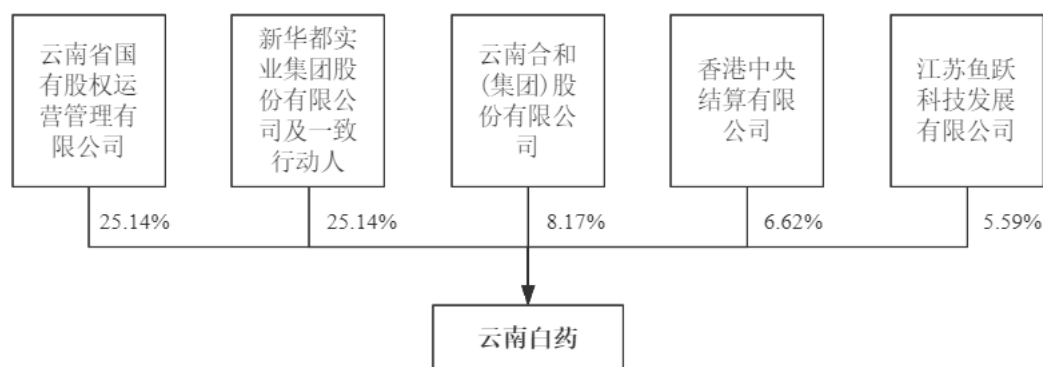 云南省国
有股权运
营管理有
限公司
新华都实
业集团股
份有限公
司及一致
行动人
云南合和
(集团)股
份有限公
司
香港中央
结算有限
公司
江苏鱼跃
科技发展
有限公司
25.14%
25.14%
8.17%
6.62%
5.59%
云南白药